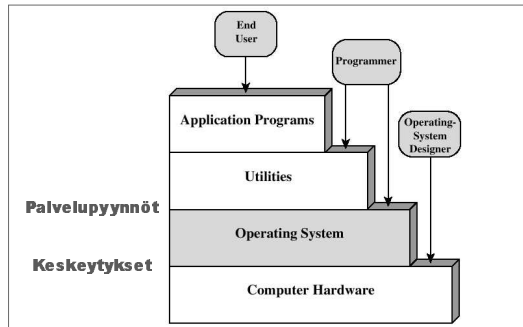 End
User
Programmer
Operating-
System
Designer
Application Programs
Utilities
Palvelupyynnöt
Operating System
Keskeytykset
Computer Hardware